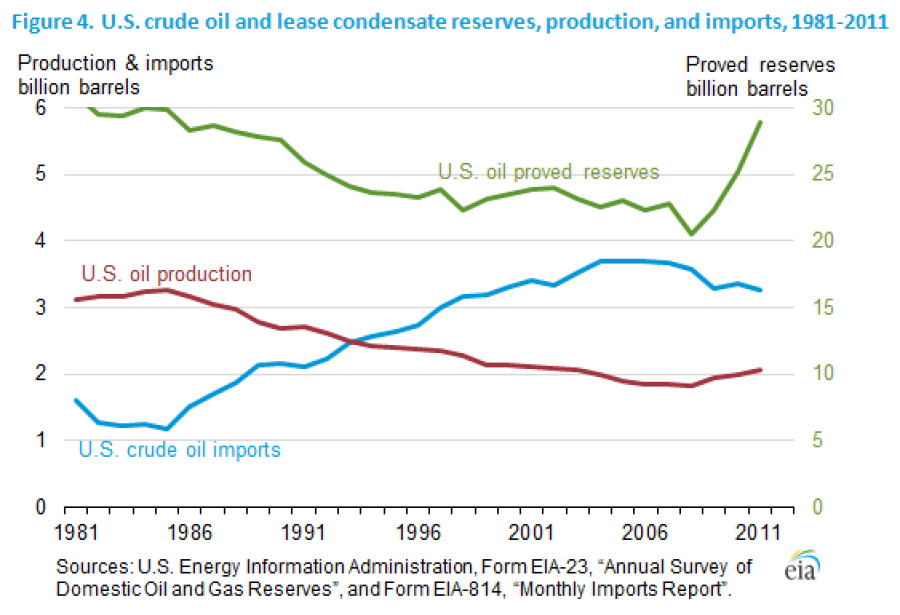 Figure 4. U.S. crude oil and lease condensate reserves, production, and imports, 1981-2011
Production & imports
billion barrels
Proved reserves
billion barrels
6
30
U.S. oil proved reserves
5
25
4
20
U.S. oil production
3
15
2
10
U.S. crude oil imports
1
5
0
0
1981 1986 1991 1996 2001 2006 2011
Sources: U.S. Energy Information Administration, Form EIA-23, “Annual Survey of
Domestic Oil and Gas Reserves”, and Form EIA-814, “Monthly Imports Report”.
eia